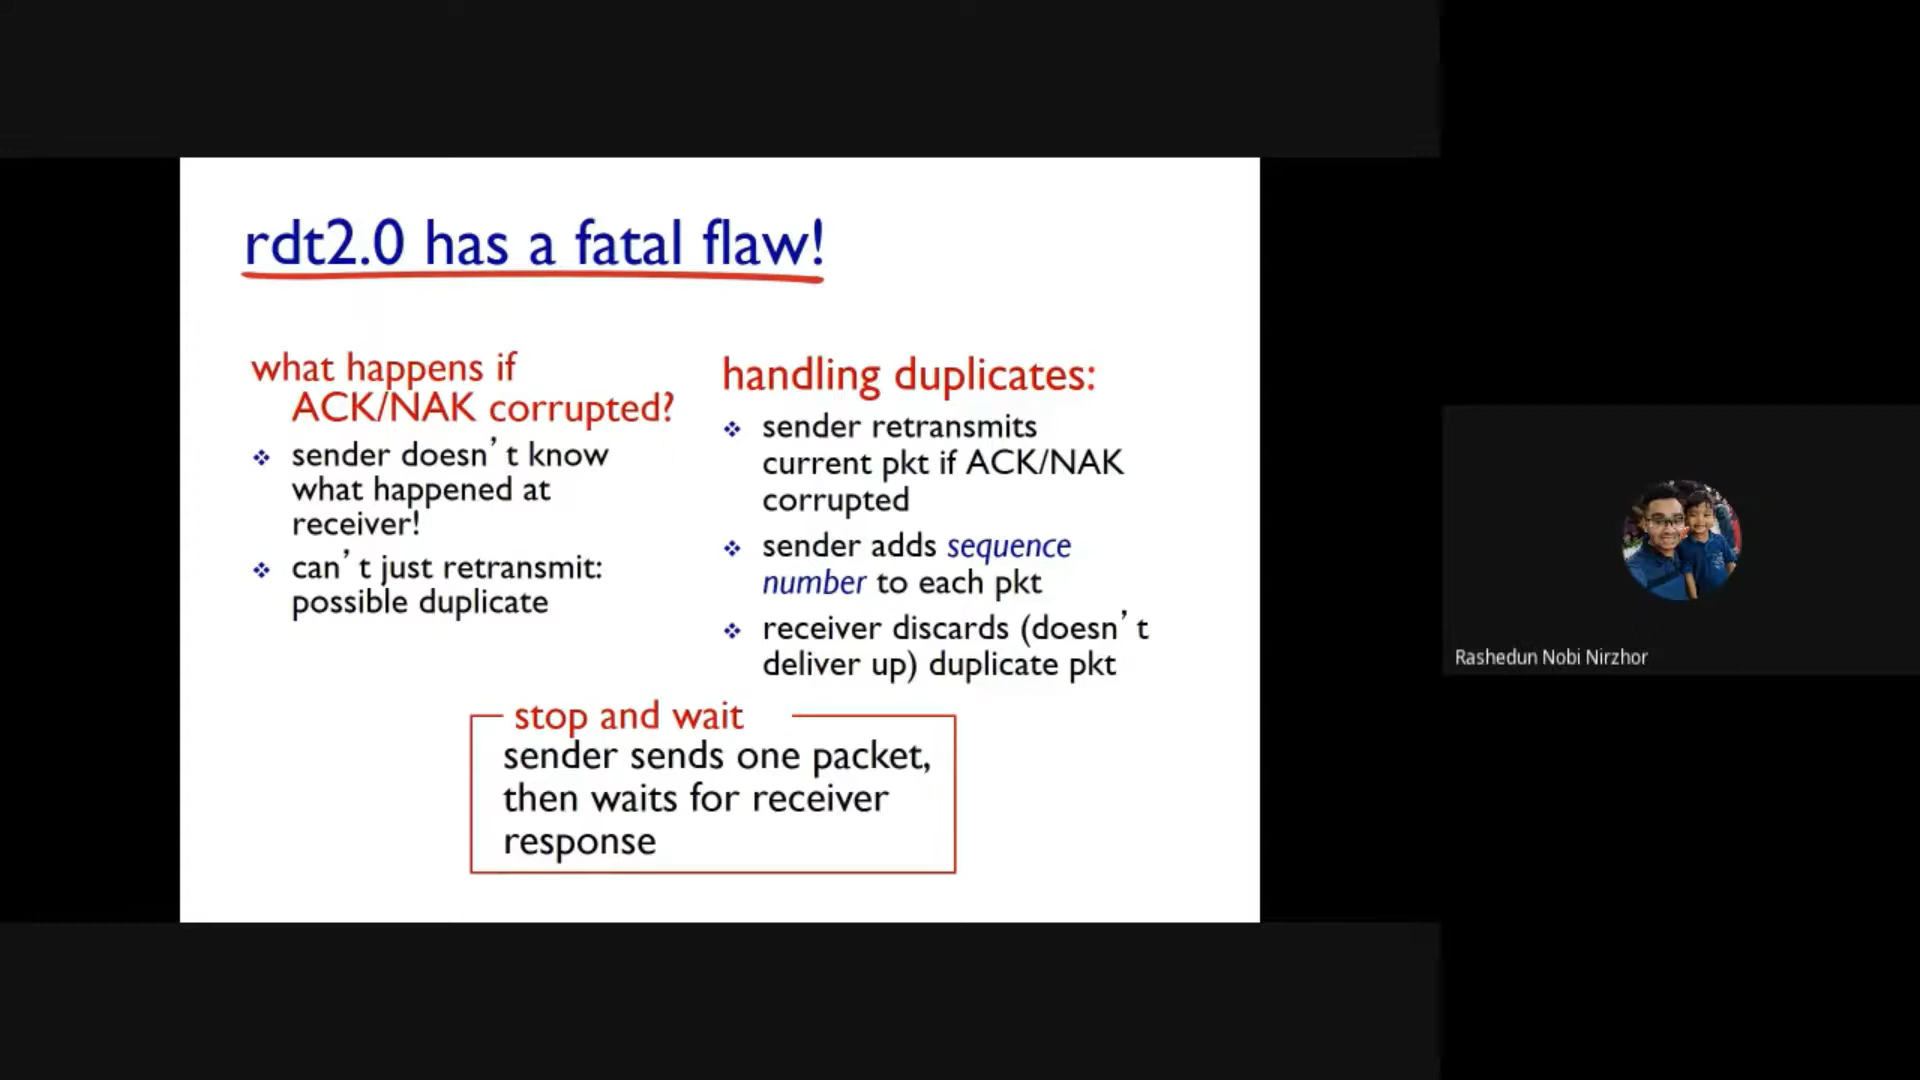 rdt2.0 has a fatal flaw!
what happens if
ACK/NAK corrupted?
sender doesn’t know
what happened at
receiver!
can’t just retransmit:
possible duplicate
handling duplicates:
sender retransmits
current pkt if ACK/NAK
corrupted
sender adds sequence
number to each pkt
receiver discards (doesn’t
deliver up) duplicate pkt
stop and wait
sender sends one packet,
then waits for receiver
response
Rashedun Nobi Nirzhor